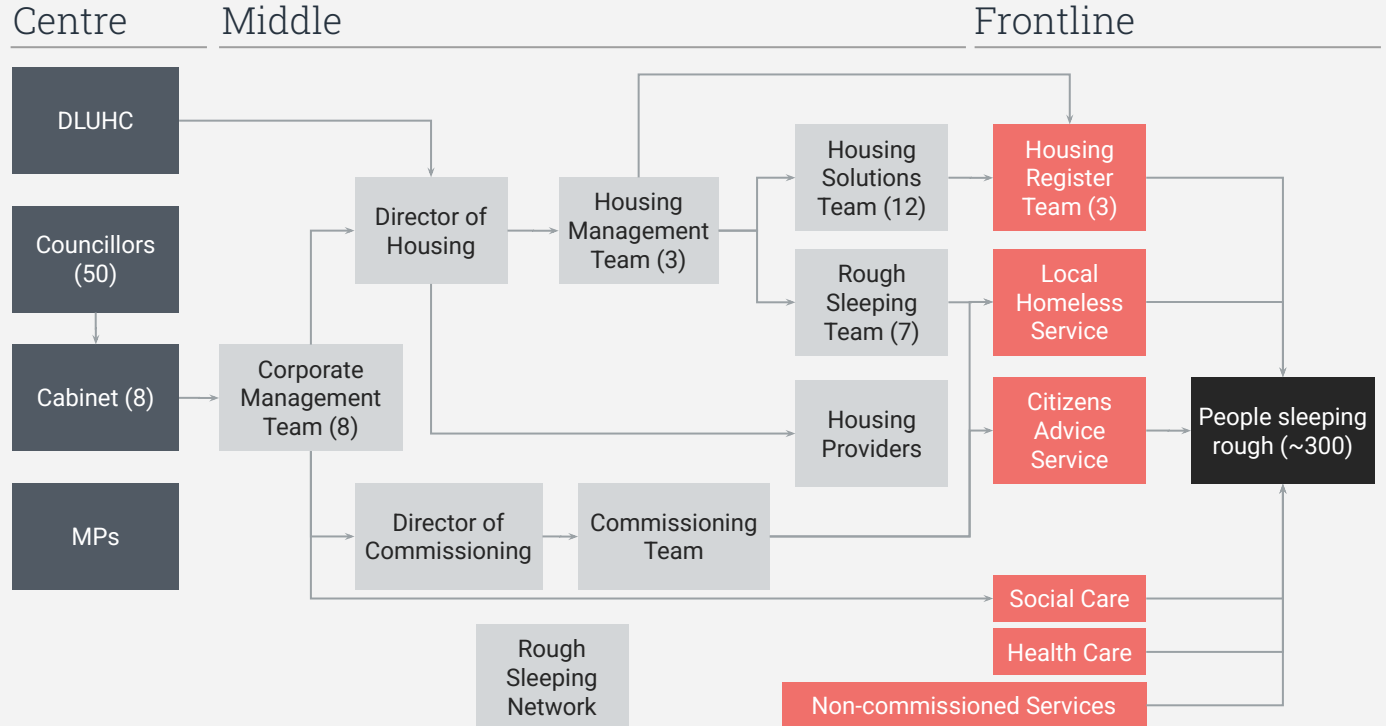 Centre
Middle
Frontline
DLUHC
Councillors
(50)
Cabinet (8)
MPs
Corporate
Management
Team (8)
Director of
Housing
Director of
Commissioning
Housing
Management
Team (3)
Commissioning
Team
Rough
Sleeping
Network
Housing
Solutions
Team (12)
Rough
Sleeping
Team (7)
Housing
Providers
Housing
Register
Team (3)
Local
Homeless
Service
Citizens
Advice
Service
Social Care
Health Care
Non-commissioned Services
People sleeping
rough (~300)